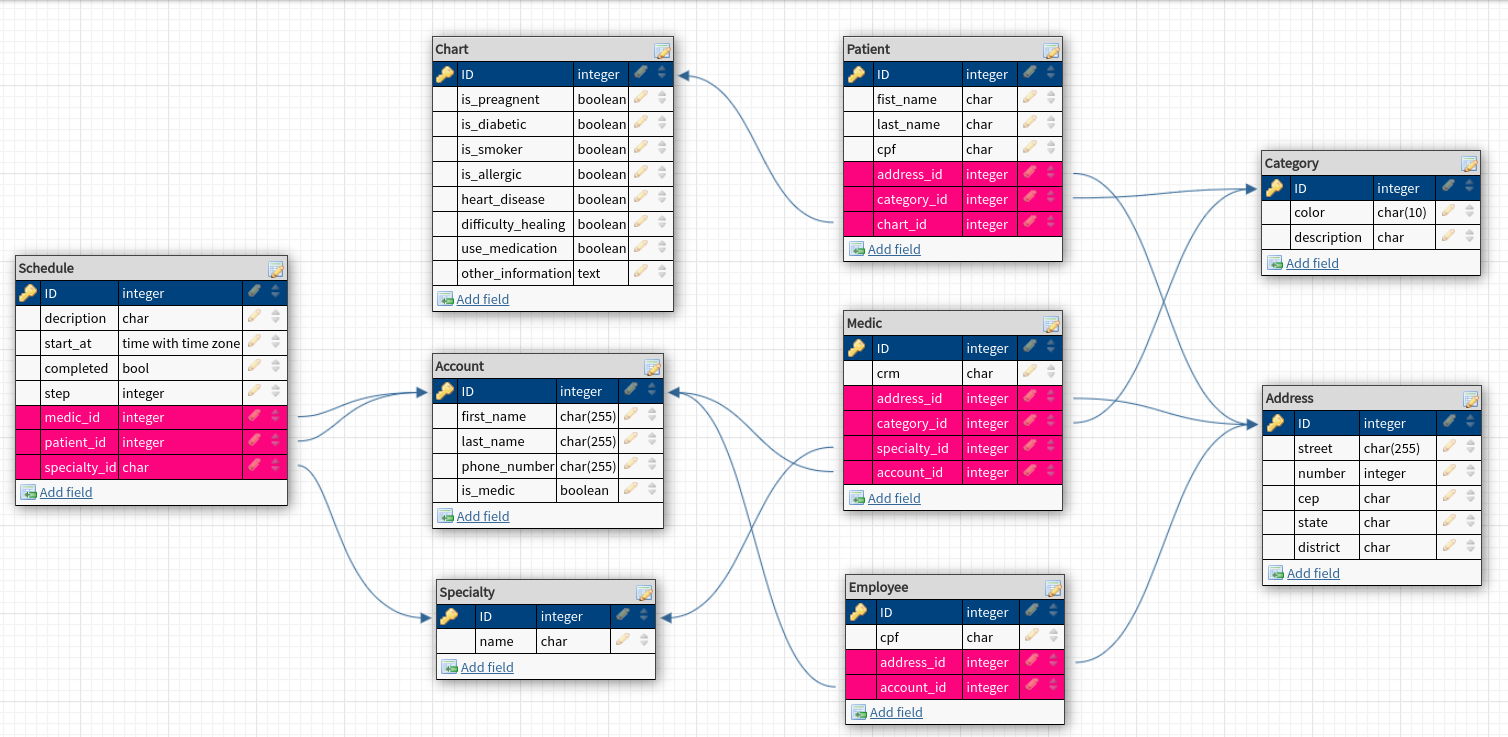 Chart
ID integer
is_preagnent boolean
is_diabetic boolean
is_smoker boolean
is_allergic boolean
heart_disease boolean
difficulty_healing boolean
use_medication boolean
other_information text
Add field
Patient
ID integer
fist_name char
last_name char
cpf char
address_id integer
category_id integer
chart_id integer
Add field
Category
ID integer
color char(10)
description char
Add field
Schedule
ID integer
decription char
start_at time with time zone
completed bool
step integer
medic_id integer
patient_id integer
specialty_id char
Add field
Account
ID integer
first_name char(255)
last_name char(255)
phone_number char(255)
is_medic boolean
Add field
Medic
ID integer
crm char
address_id integer
category_id integer
specialty_id integer
account_id integer
Add field
Address
ID integer
street char(255)
number integer
cep char
state char
district char
Add field
Specialty
ID integer
name char
Add field
Employee
ID integer
cpf char
address_id integer
account_id integer
Add field